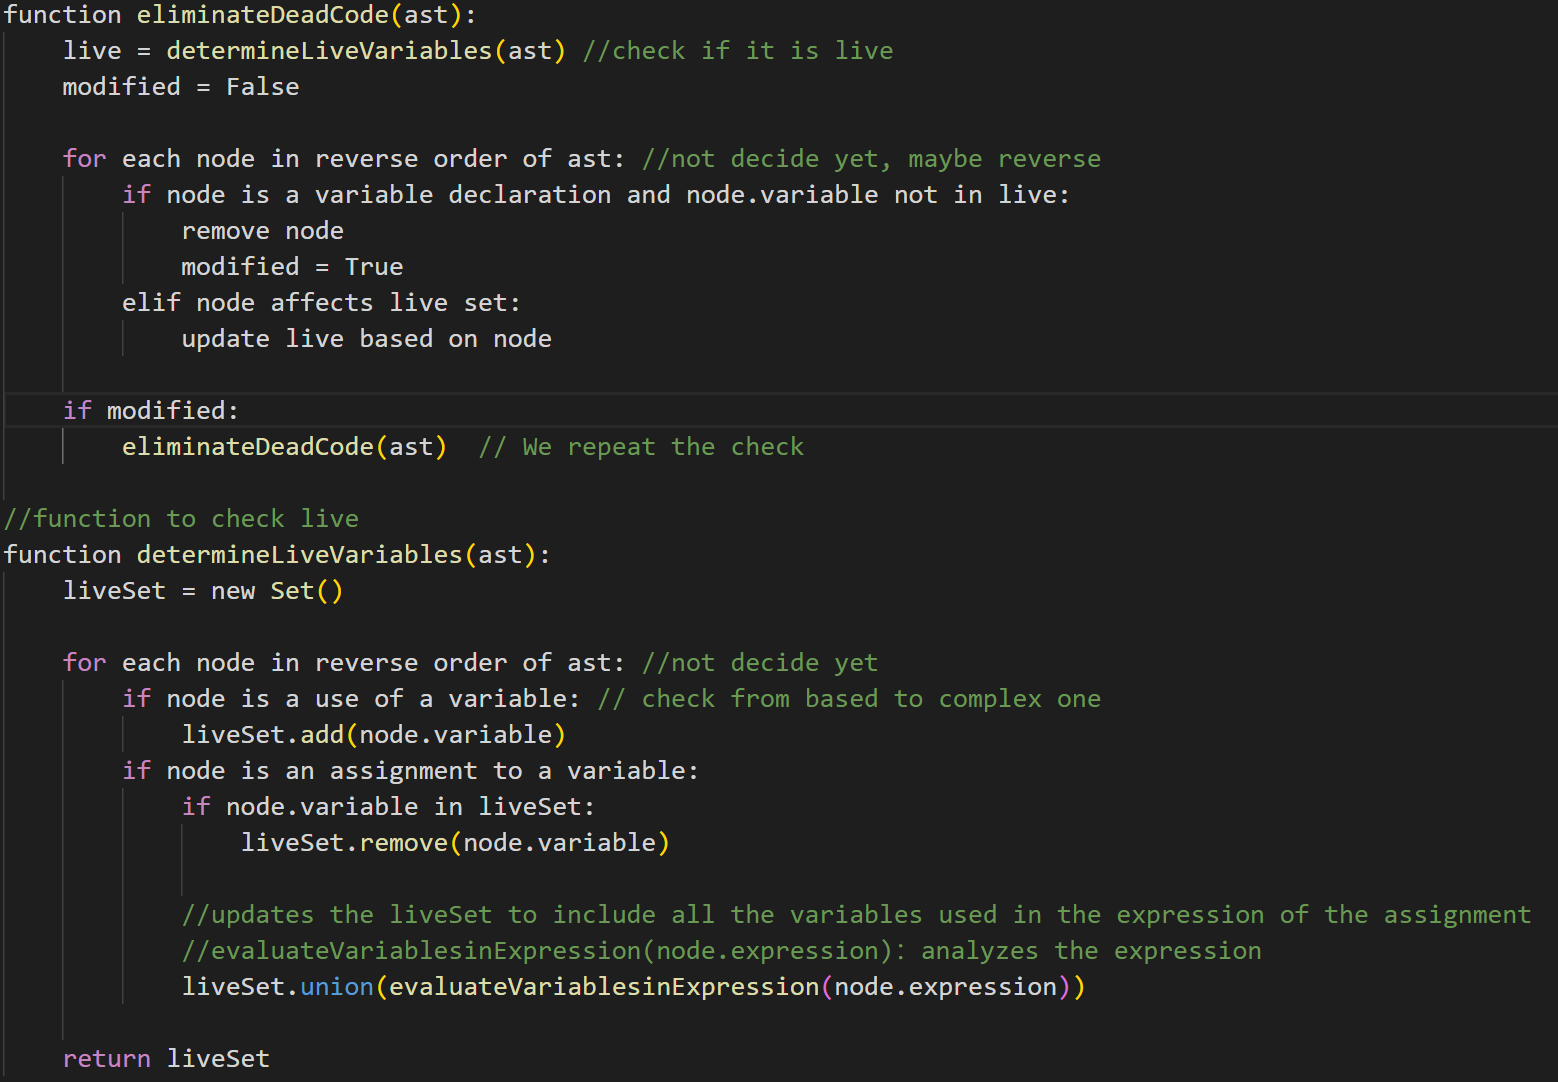 function eliminateDeadCode(ast):
    live = determineLiveVariables(ast) //check if it is live
    modified = False

    for each node in reverse order of ast: //not decide yet, maybe reverse
        if node is a variable declaration and node.variable not in live:
            remove node
            modified = True
        elif node affects live set:
            update live based on node

    if modified:
        eliminateDeadCode(ast)  // We repeat the check

//function to check live
function determineLiveVariables(ast):
    liveSet = new Set()

    for each node in reverse order of ast: //not decide yet
        if node is a use of a variable: // check from based to complex one
            liveSet.add(node.variable)
        if node is an assignment to a variable:
            if node.variable in liveSet:
                liveSet.remove(node.variable)

            //updates the liveSet to include all the variables used in the expression of the assignment
            //evaluateVariablesinExpression(node.expression): analyzes the expression
            liveSet.union(evaluateVariablesinExpression(node.expression))

    return liveSet